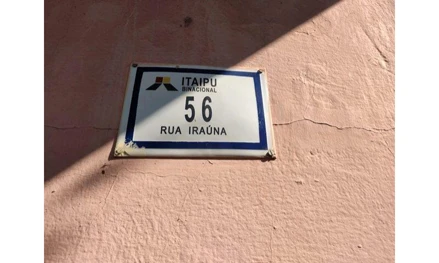 ITAIPU
BINACIONAL
56
RUA IRAÚNA